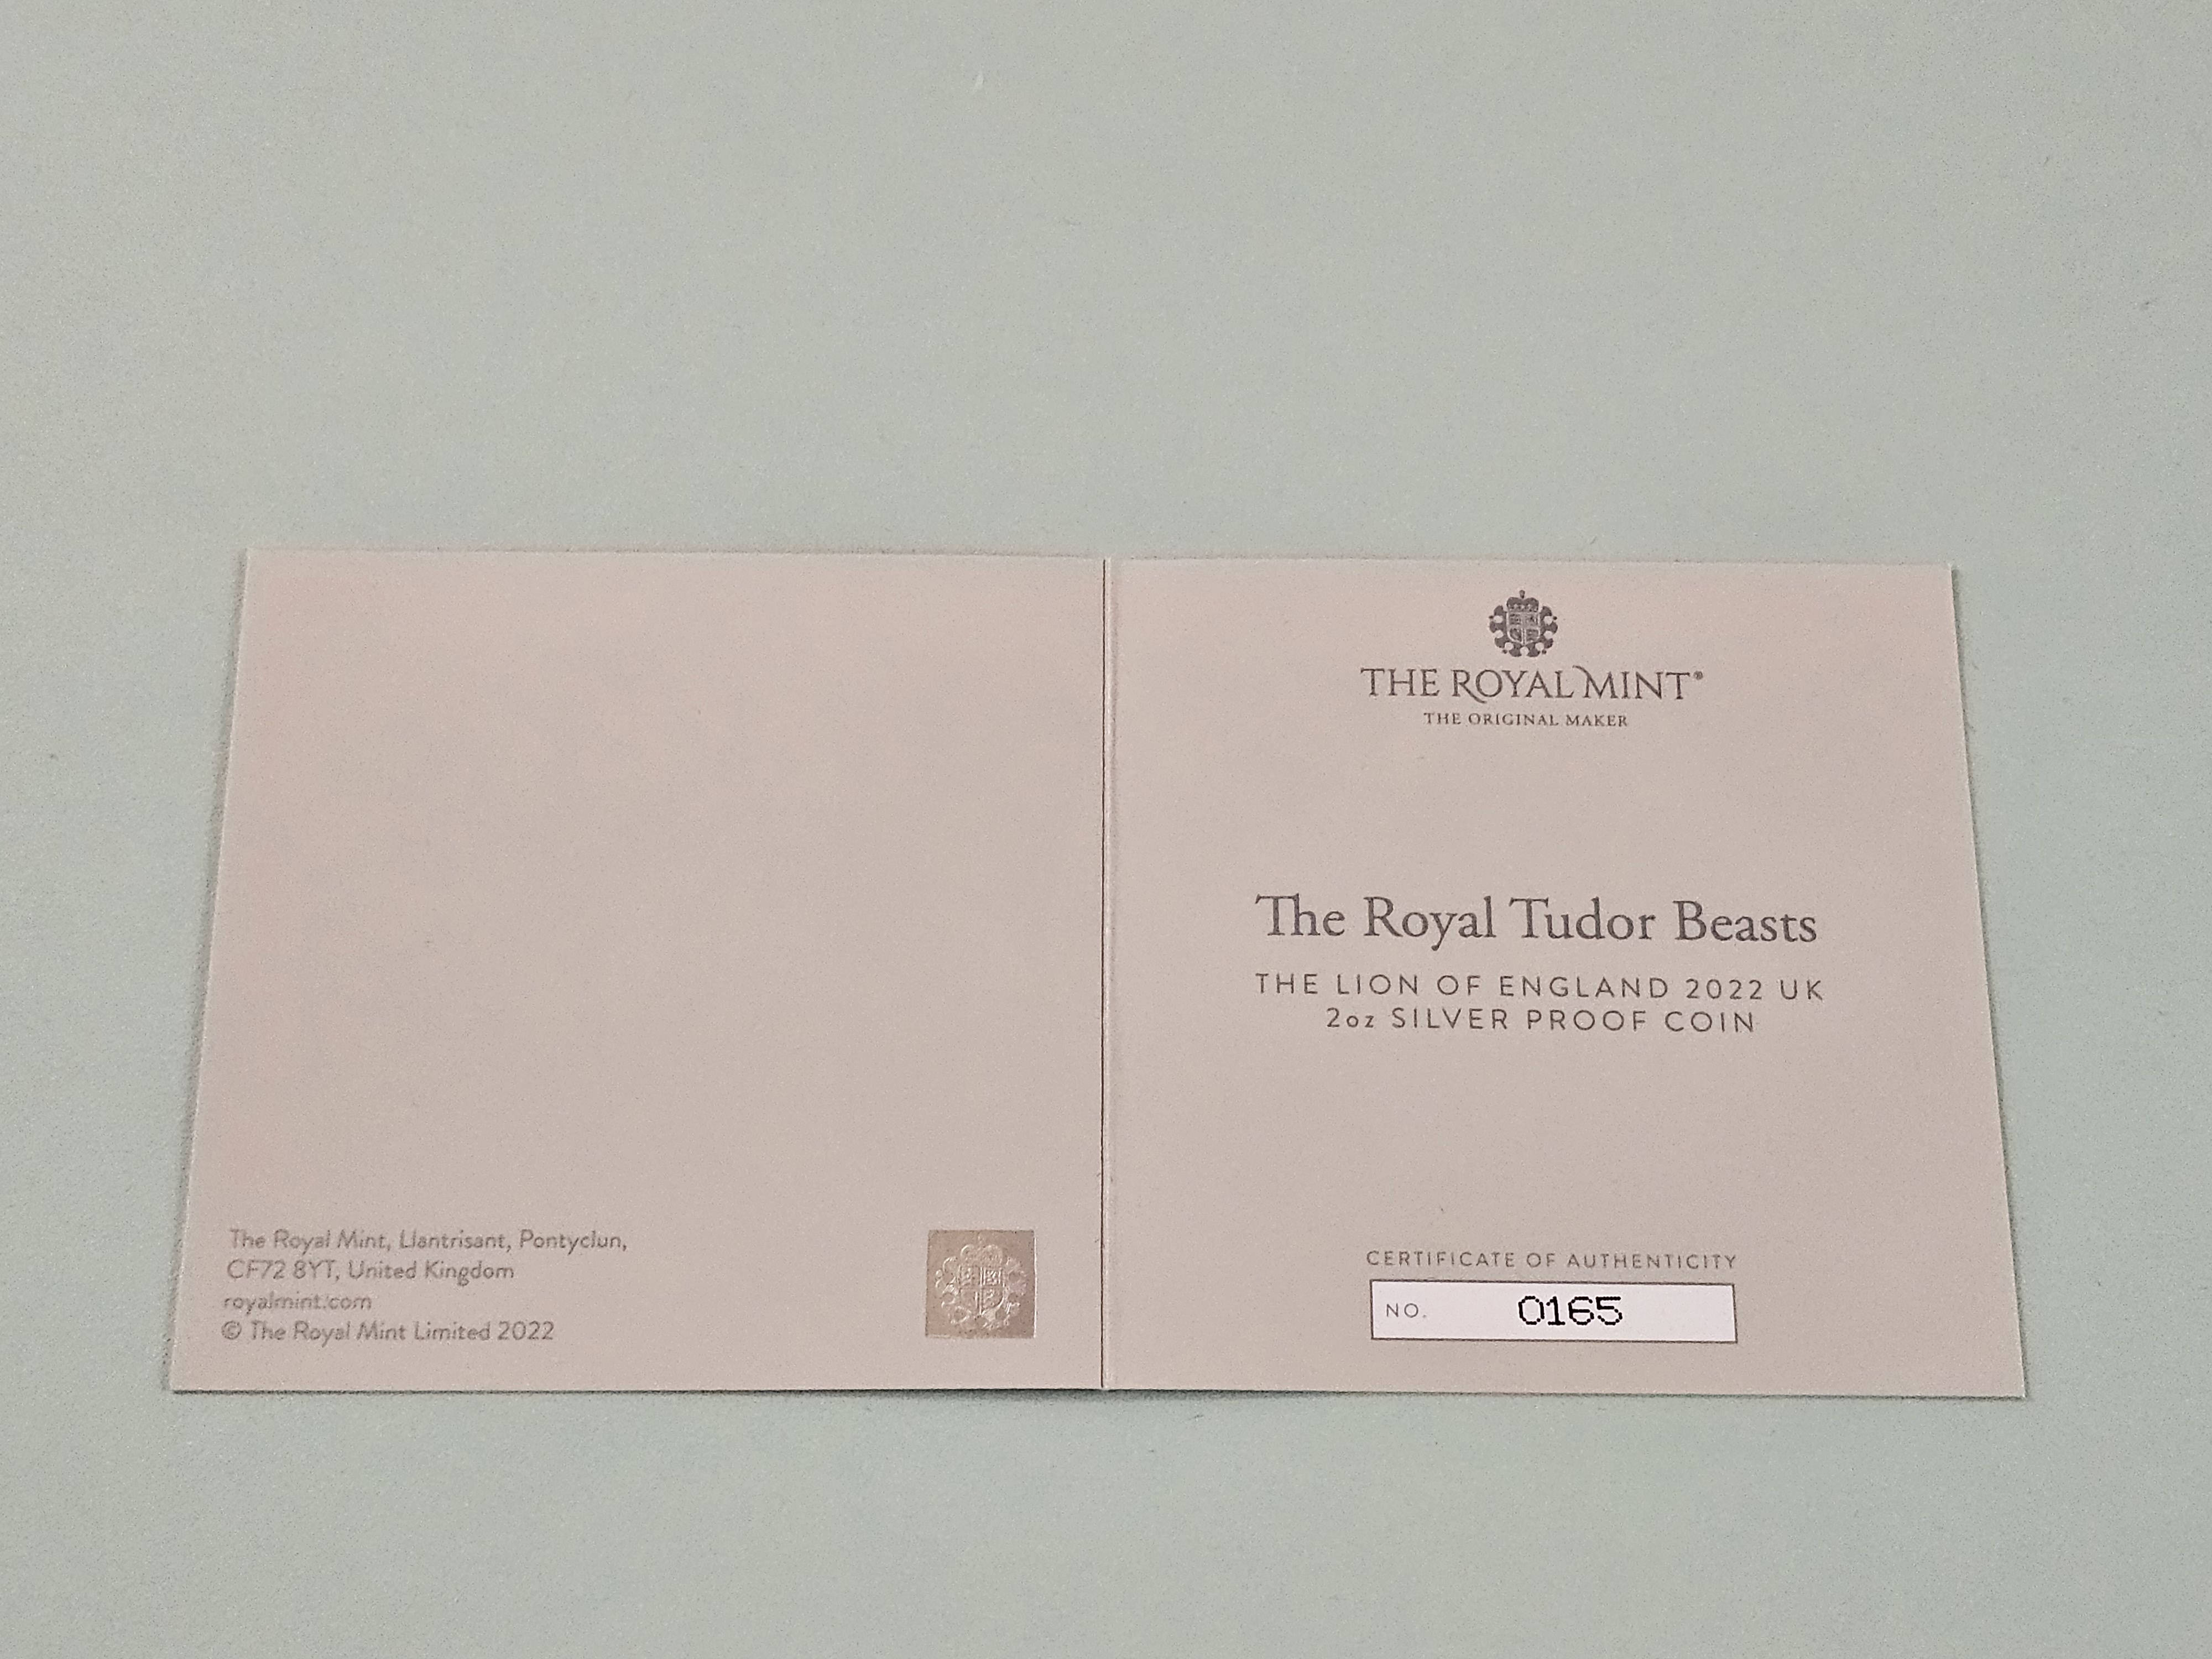 The Royal Mint, Llantrisant, Pontyclun,
CF72 8YT, United Kingdom
royalmint.com
© The Royal Mint Limited 2022
THE ROYAL MINT®
THE ORIGINAL MAKER
The Royal Tudor Beasts
THE LION OF ENGLAND 2022 UK
2oz SILVER PROOF COIN
CERTIFICATE OF AUTHENTICITY
NO. 0165